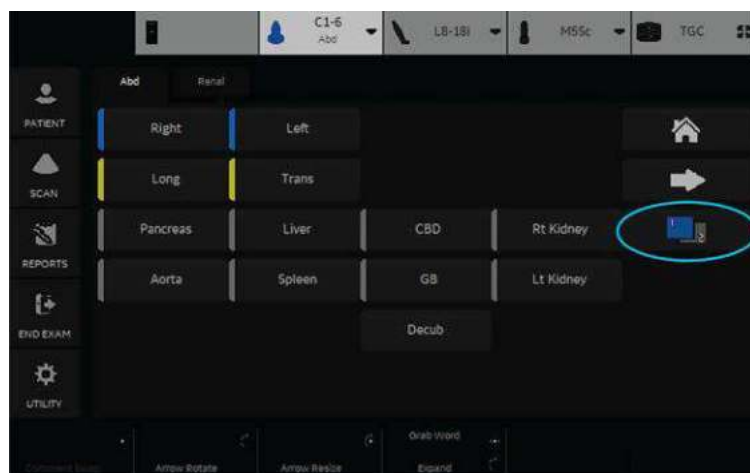 C1-6
Abd
L8-18i
M5Sc
TGC
Abd
Renal
PATIENT
Right
Left
SCAN
Long
Trans
REPORTS
Pancreas
Liver
CBD
Rt Kidney
END EXAM
Aorta
Spleen
GB
Lt Kidney
Decub
UTILITY
Grab Word
Arrow Rotate
Arrow Resize
Expand